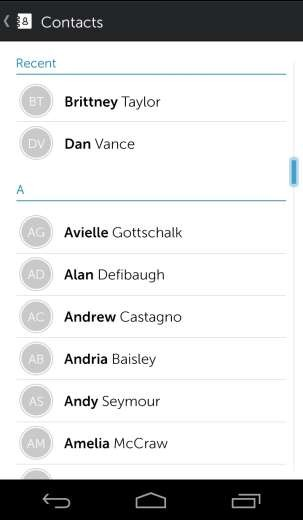 Contacts
Recent
BT Brittney Taylor
DV Dan Vance
A
AG Avielle Gottschalk
AD Alan Defibaugh
AC Andrew Castagno
AB Andria Baisley
AS Andy Seymour
AM Amelia McCraw